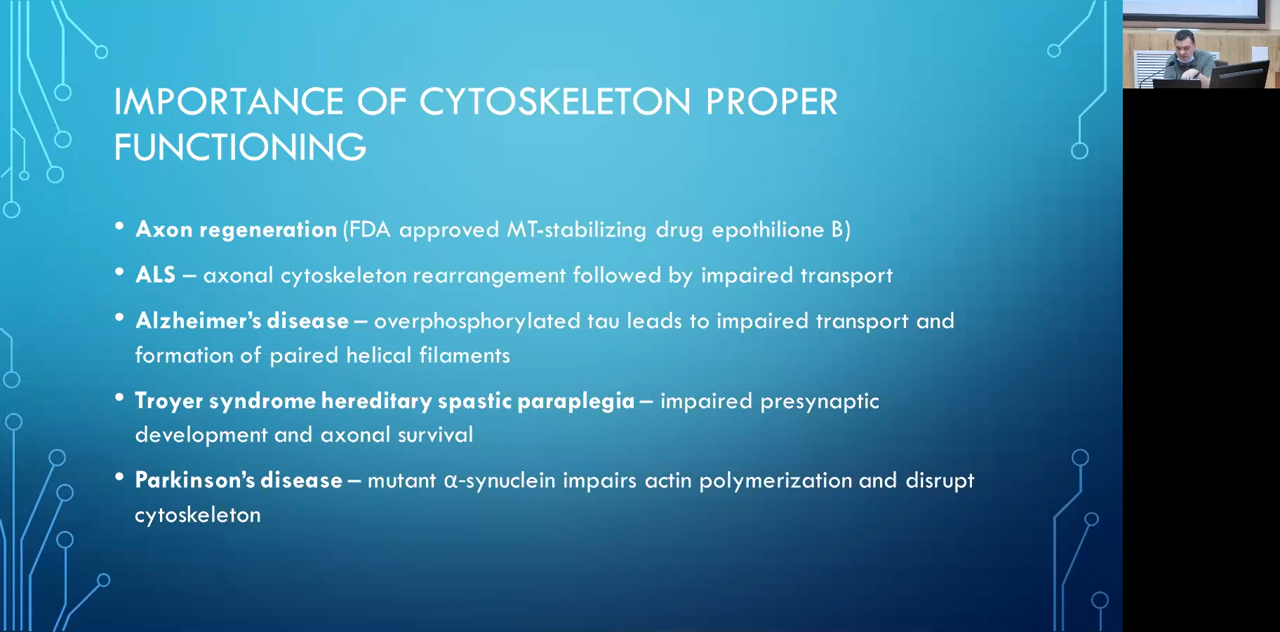 IMPORTANCE OF CYTOSKELETON PROPER
FUNCTIONING
• Axon regeneration (FDA approved MT-stabilizing drug epothilione B)
• ALS – axonal cytoskeleton rearrangement followed by impaired transport
• Alzheimer's disease – overphosphorylated tau leads to impaired transport and
formation of paired helical filaments
• Troyer syndrome hereditary spastic paraplegia – impaired presynaptic
development and axonal survival
• Parkinson's disease – mutant α-synuclein impairs actin polymerization and disrupt
cytoskeleton